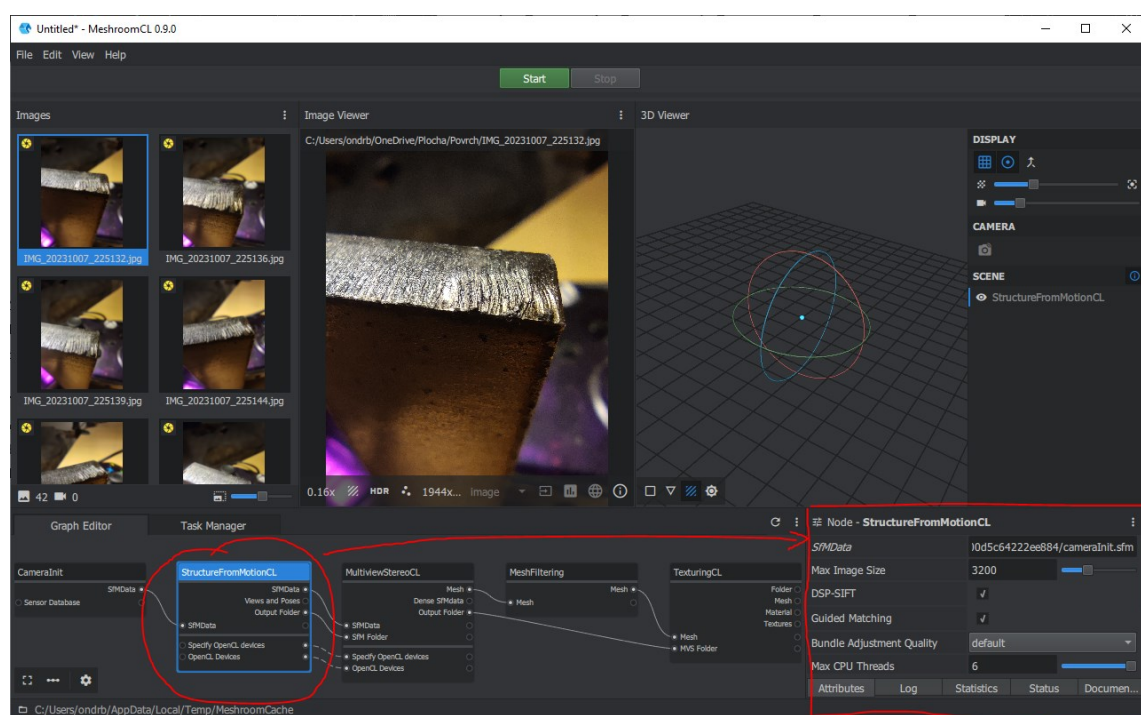 Untitled* - MeshroomCL 0.9.0
File Edit View Help
Start Stop
Images
Image Viewer
3D Viewer
C:/Users/ondrb/OneDrive/Plocha/Povrch/IMG_20231007_225132.jpg
DISPLAY
CAMERA
SCENE
StructureFromMotionCL
IMG_20231007_225132.jpg IMG_20231007_225136.jpg
IMG_20231007_225139.jpg IMG_20231007_225144.jpg
42 0
0.16x HDR 1944x... Image
Graph Editor Task Manager
CameraInit
SfMData
Sensor Database
StructureFromMotionCL
SfMData
Views and Poses
Output Folder
SfMData
Specify OpenCL devices
OpenCL Devices
MultiviewStereoCL
Mesh
Dense SfMdata
Output Folder
SfMData
SfM Folder
Specify OpenCL devices
OpenCL Devices
MeshFiltering
Mesh
Mesh
TexturingCL
Folder
Mesh
Material
Textures
Mesh
MVS Folder
Node - StructureFromMotionCL
SfMData 00d5c64222ee884/cameraInit.sfm
Max Image Size 3200
DSP-SIFT √
Guided Matching √
Bundle Adjustment Quality default
Max CPU Threads 6
Attributes Log Statistics Status Documen...
C:/Users/ondrb/AppData/Local/Temp/MeshroomCache